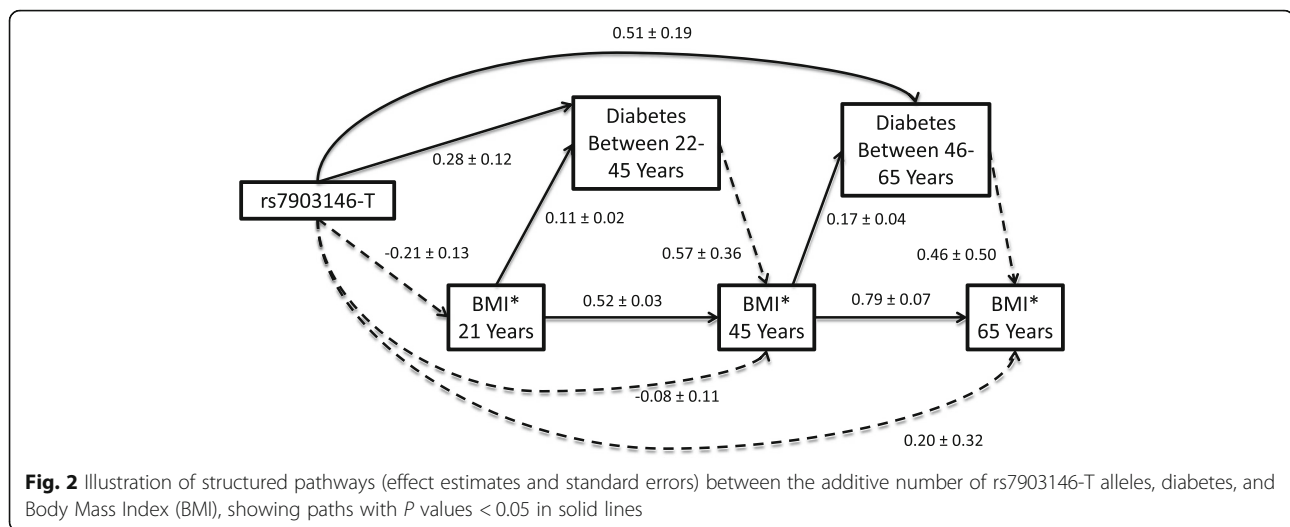 0.51 ± 0.19
Diabetes
Between 22-
45 Years
Diabetes
Between 46-
65 Years
0.28 ± 0.12
rs7903146-T
0.11 ± 0.02
0.17 ± 0.04
-0.21 ± 0.13
0.57 ± 0.36
0.46 ± 0.50
BMI*
21 Years
0.52 ± 0.03
BMI*
45 Years
0.79 ± 0.07
BMI*
65 Years
-0.08 ± 0.11
0.20 ± 0.32
Fig. 2 Illustration of structured pathways (effect estimates and standard errors) between the additive number of rs7903146-T alleles, diabetes, and
Body Mass Index (BMI), showing paths with P values < 0.05 in solid lines